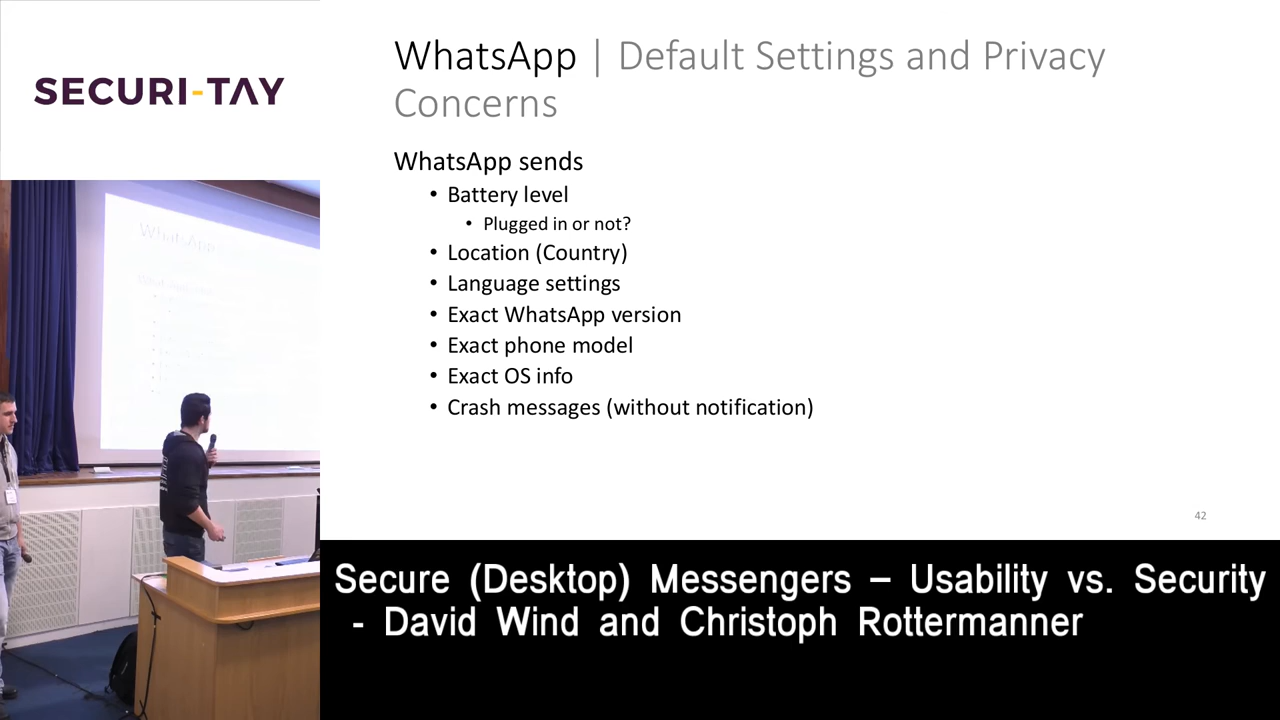 SECURI-TAY
WhatsApp | Default Settings and Privacy
Concerns
WhatsApp sends
• Battery level
• Plugged in or not?
• Location (Country)
• Language settings
• Exact WhatsApp version
• Exact phone model
• Exact OS info
• Crash messages (without notification)
42
WhatsApp
Secure (Desktop) Messengers – Usability vs. Security
- David Wind and Christoph Rottermanner